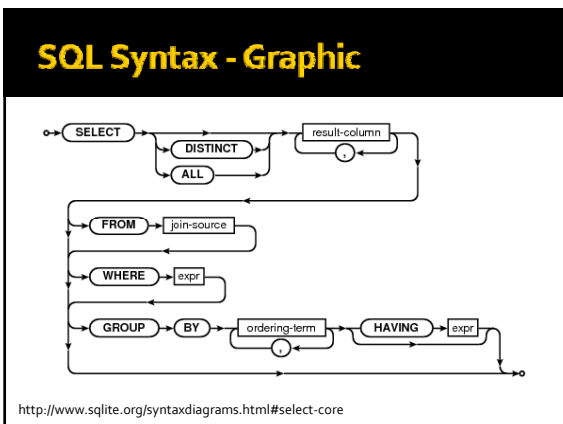 SQL Syntax - Graphic
SELECT
DISTINCT
ALL
result-column
,
FROM join-source
WHERE expr
GROUP BY ordering-term HAVING expr
,
http://www.sqlite.org/syntaxdiagrams.html#select-core